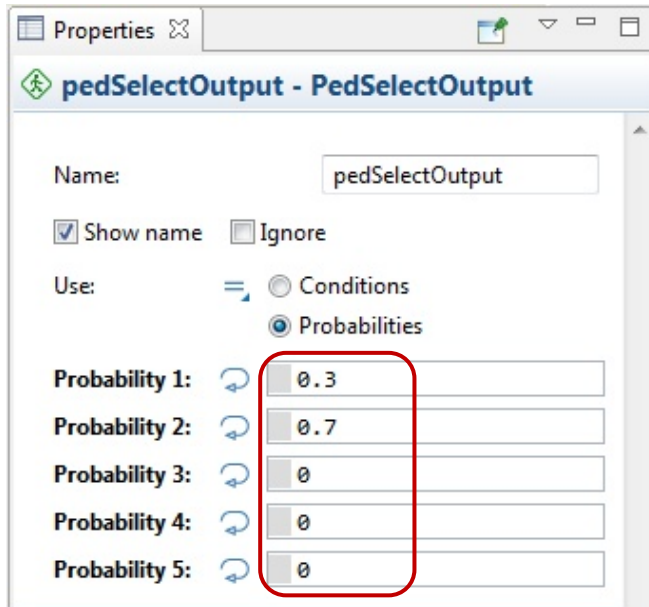 Properties
pedSelectOutput - PedSelectOutput
Name: pedSelectOutput
Show name Ignore
Use: Conditions
Probabilities
Probability 1: 0.3
Probability 2: 0.7
Probability 3: 0
Probability 4: 0
Probability 5: 0